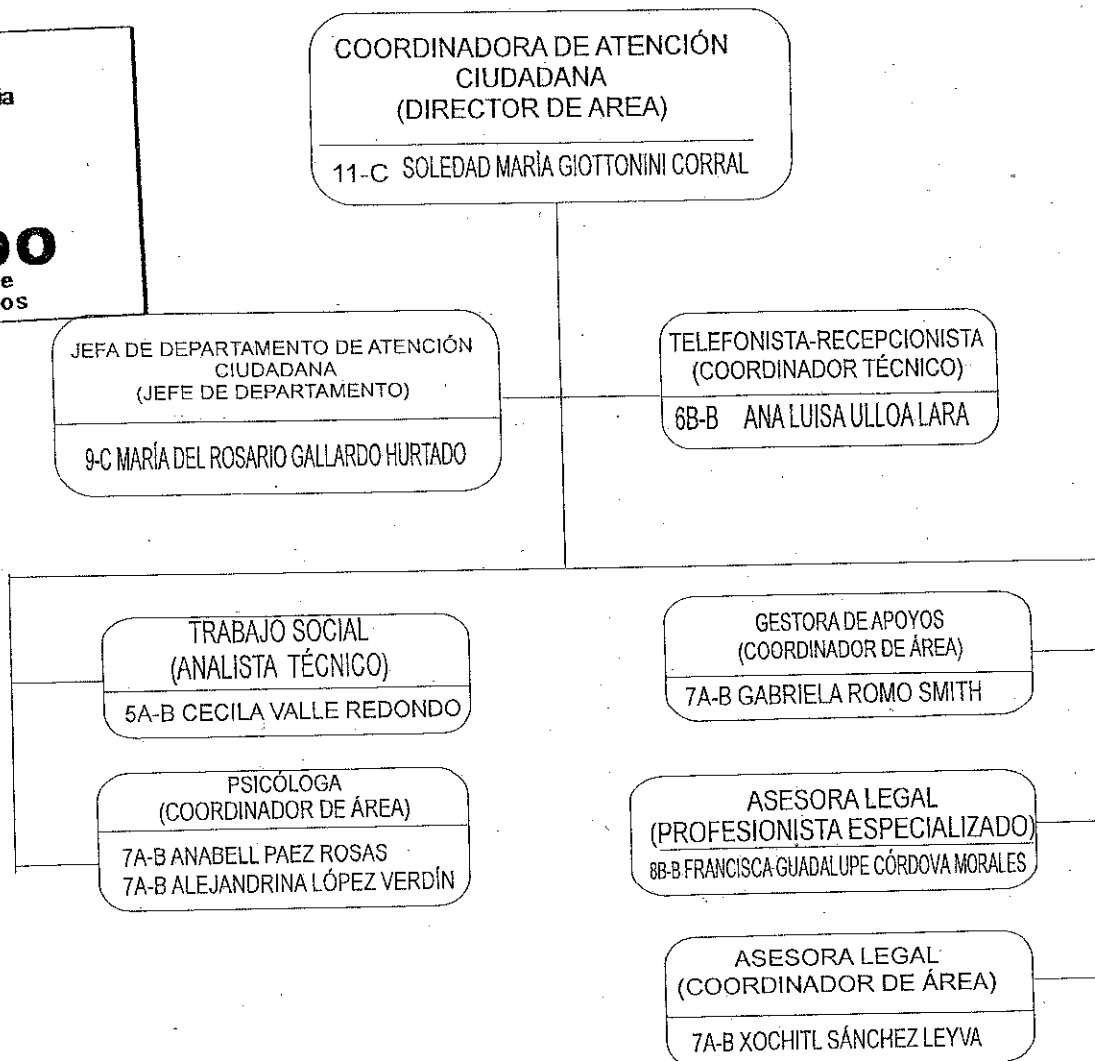 COORDINADORA DE ATENCIÓN
CIUDADANA
(DIRECTOR DE AREA)
11-C SOLEDAD MARÌA GIOTTONINI CORRAL
JEFA DE DEPARTAMENTO DE ATENCIÓN
CIUDADANA
(JEFE DE DEPARTAMENTO)
9-C MARÍA DEL ROSARIO GALLARDO HURTADO
TELEFONISTA-RECEPCIONISTA
(COORDINADOR TÉCNICO)
6B-B ANA LUISA ULLOA LARA
TRABAJO SOCIAL
(ANALISTA TÉCNICO)
5A-B CECILA VALLE REDONDO
PSICÓLOGA
(COORDINADOR DE ÁREA)
7A-B ANABELL PAEZ ROSAS
7A-B ALEJANDRINA LÓPEZ VERDÍN
GESTORA DE APOYOS
(COORDINADOR DE ÁREA)
7A-B GABRIELA ROMO SMITH
ASESORA LEGAL
(PROFESIONISTA ESPECIALIZADO)
8B-B FRANCISCA GUADALUPE CÓRDOVA MORALES
ASESORA LEGAL
(COORDINADOR DE ÁREA)
7A-B XOCHITL SÁNCHEZ LEYVA